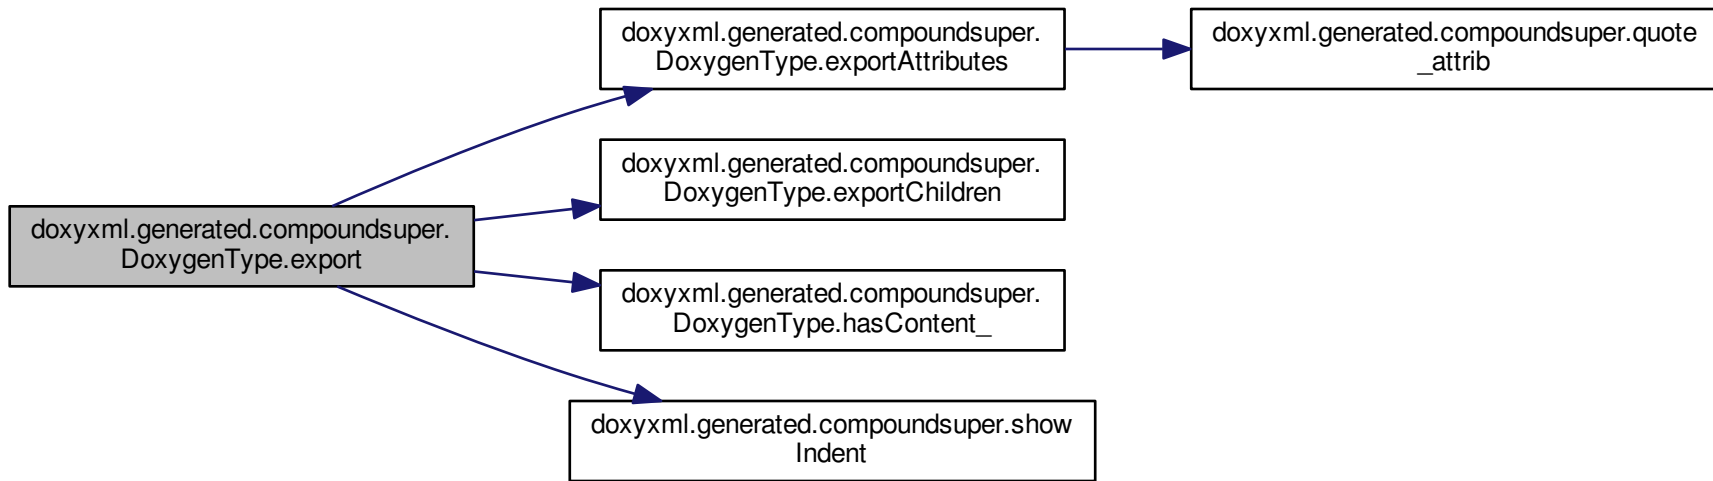 doxyxml.generated.compoundsuper.
DoxygenType.export
doxyxml.generated.compoundsuper.
DoxygenType.exportAttributes
doxyxml.generated.compoundsuper.quote
_attrib
doxyxml.generated.compoundsuper.
DoxygenType.exportChildren
doxyxml.generated.compoundsuper.
DoxygenType.hasContent_
doxyxml.generated.compoundsuper.show
Indent